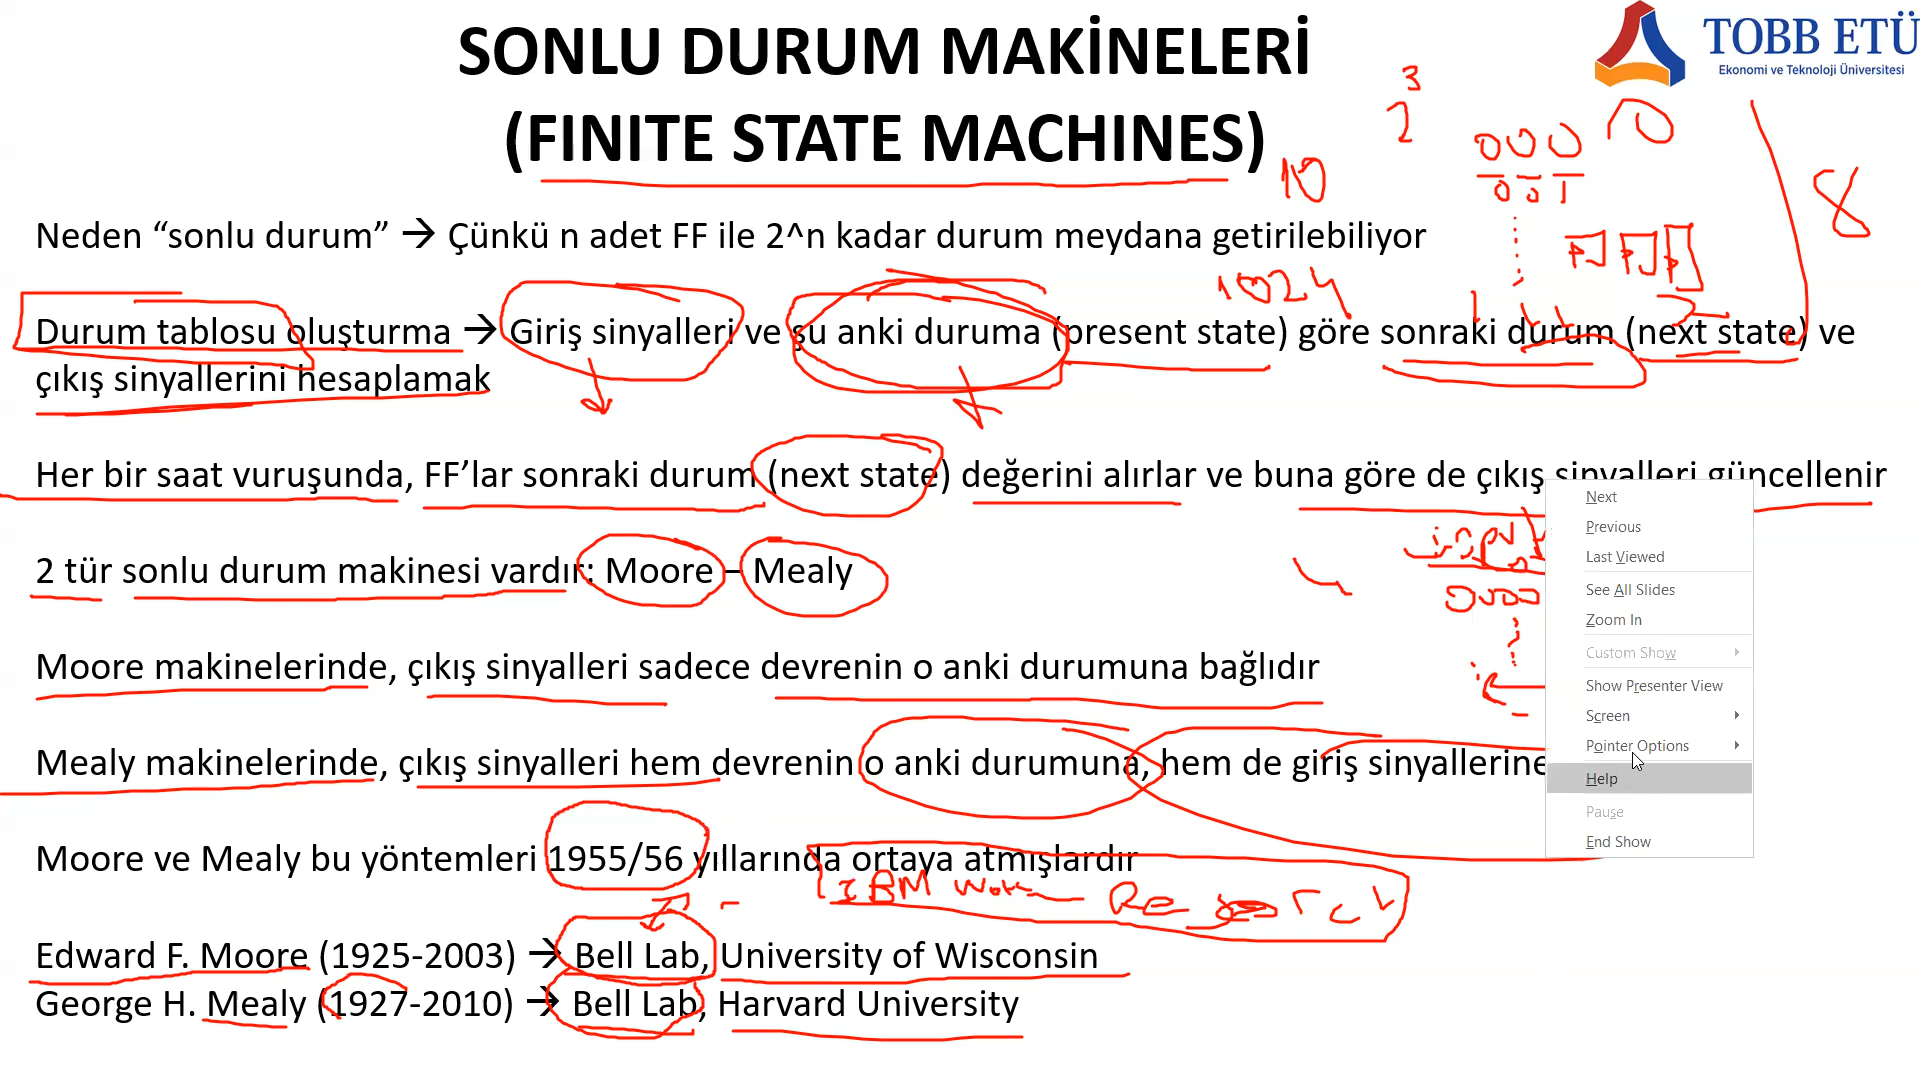 SONLU DURUM MAKİNELERİ
(FINITE STATE MACHINES)
TOBB ETÜ
Ekonomi ve Teknoloji Üniversitesi
2 3
000
10
001
8
10
Neden “sonlu durum” → Çünkü n adet FF ile 2^n kadar durum meydana getirilebiliyor
1024
Durum tablosu oluşturma → Giriş sinyalleri ve şu anki duruma (present state) göre sonraki durum (next state) ve
çıkış sinyallerini hesaplamak
Her bir saat vuruşunda, FF’lar sonraki durum (next state) değerini alırlar ve buna göre de çıkış sinyalleri güncellenir
input
0000
2 tür sonlu durum makinesi vardır: Moore – Mealy
Moore makinelerinde, çıkış sinyalleri sadece devrenin o anki durumuna bağlıdır
Mealy makinelerinde, çıkış sinyalleri hem devrenin o anki durumuna, hem de giriş sinyallerine
Moore ve Mealy bu yöntemleri 1955/56 yıllarında ortaya atmışlardır
IBM
Edward F. Moore (1925-2003) → Bell Lab, University of Wisconsin
George H. Mealy (1927-2010) → Bell Lab, Harvard University
Next
Previous
Last Viewed
See All Slides
Zoom In
Custom Show
Show Presenter View
Screen
Pointer Options
Help
Pause
End Show